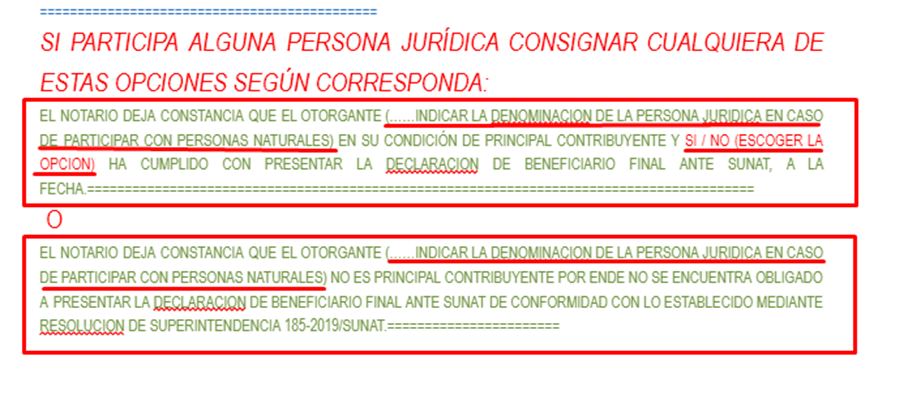 =============================================
SI PARTICIPA ALGUNA PERSONA JURÍDICA CONSIGNAR CUALQUIERA DE
ESTAS OPCIONES SEGÚN CORRESPONDA:
EL NOTARIO DEJA CONSTANCIA QUE EL OTORGANTE (……INDICAR LA DENOMINACION DE LA PERSONA JURIDICA EN CASO
DE PARTICIPAR CON PERSONAS NATURALES) EN SU CONDICIÓN DE PRINCIPAL CONTRIBUYENTE Y SI / NO (ESCOGER LA
OPCION) HA CUMPLIDO CON PRESENTAR LA DECLARACION DE BENEFICIARIO FINAL ANTE SUNAT, A LA
FECHA.=========================================================================================
O
EL NOTARIO DEJA CONSTANCIA QUE EL OTORGANTE (……INDICAR LA DENOMINACION DE LA PERSONA JURIDICA EN CASO
DE PARTICIPAR CON PERSONAS NATURALES) NO ES PRINCIPAL CONTRIBUYENTE POR ENDE NO SE ENCUENTRA OBLIGADO
A PRESENTAR LA DECLARACION DE BENEFICIARIO FINAL ANTE SUNAT DE CONFORMIDAD CON LO ESTABLECIDO MEDIANTE
RESOLUCION DE SUPERINTENDENCIA 185-2019/SUNAT.=======================